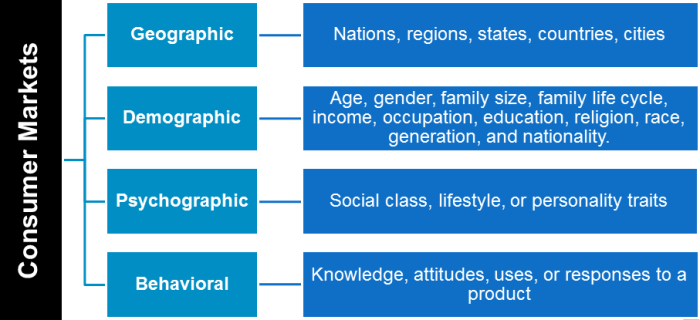 Consumer Markets
Geographic
Nations, regions, states, countries, cities
Demographic
Age, gender, family size, family life cycle,
income, occupation, education, religion, race,
generation, and nationality.
Psychographic
Social class, lifestyle, or personality traits
Behavioral
Knowledge, attitudes, uses, or responses to a
product